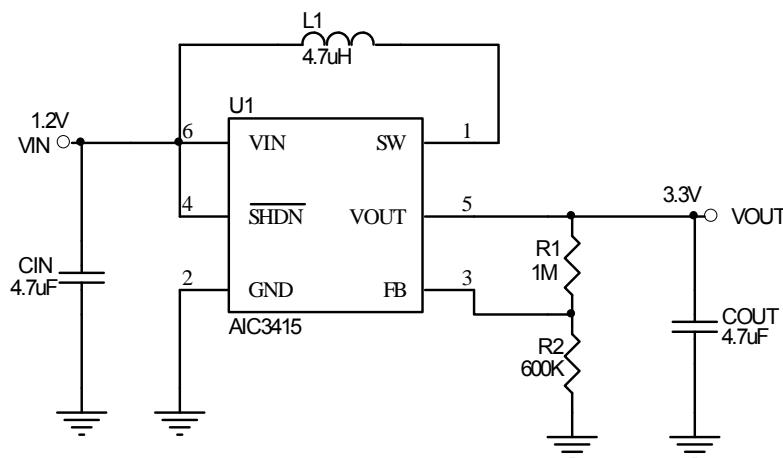 L1
4.7uH
U1
1.2V
VIN
6
VIN
SW
1
4
SHDN
VOUT
5
3.3V
VOUT
R1
1M
CIN
4.7uF
2
GND
FB
3
AIC3415
R2
600K
COUT
4.7uF